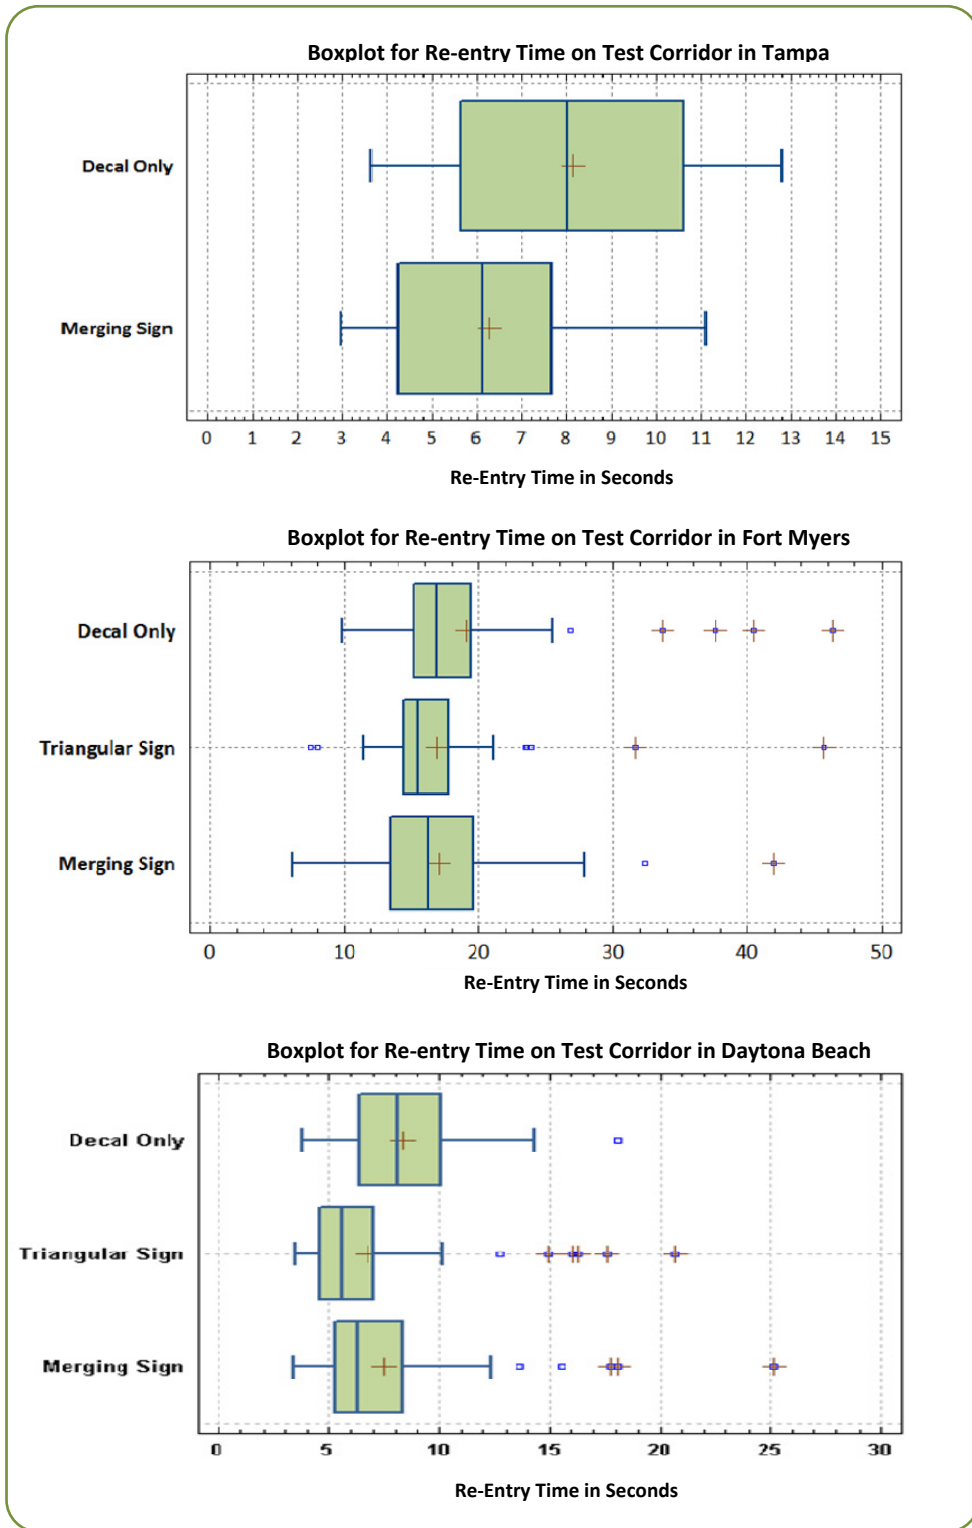 Boxplot for Re-entry Time on Test Corridor in Tampa
Decal Only
Merging Sign
0 1 2 3 4 5 6 7 8 9 10 11 12 13 14 15
Re-Entry Time in Seconds
Boxplot for Re-entry Time on Test Corridor in Fort Myers
Decal Only
Triangular Sign
Merging Sign
0 10 20 30 40 50
Re-Entry Time in Seconds
Boxplot for Re-entry Time on Test Corridor in Daytona Beach
Decal Only
Triangular Sign
Merging Sign
0 5 10 15 20 25 30
Re-Entry Time in Seconds